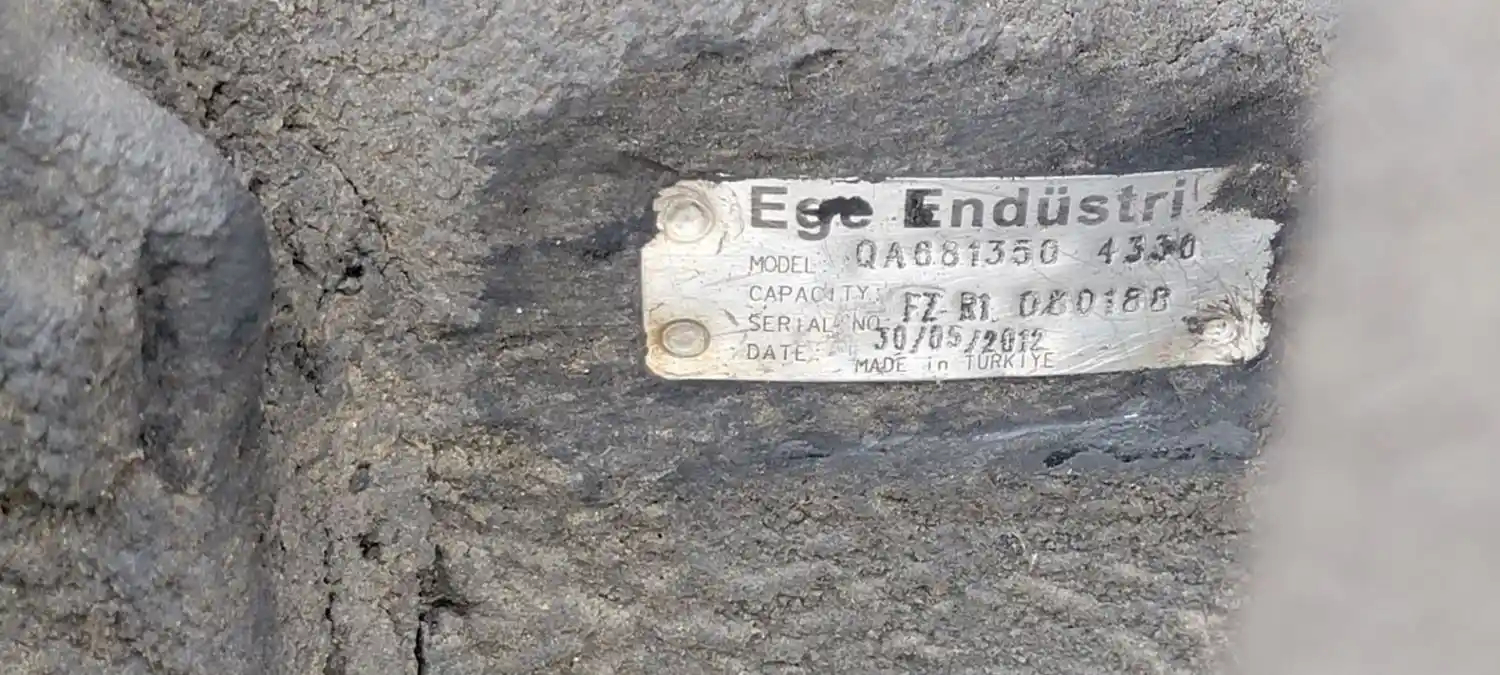 Ege Endüstri
MODEL: QA681350 4330
CAPACITY:
SERIAL NO FZ R1 080188
DATE: 30/05/2012
MADE in TÜRKİYE